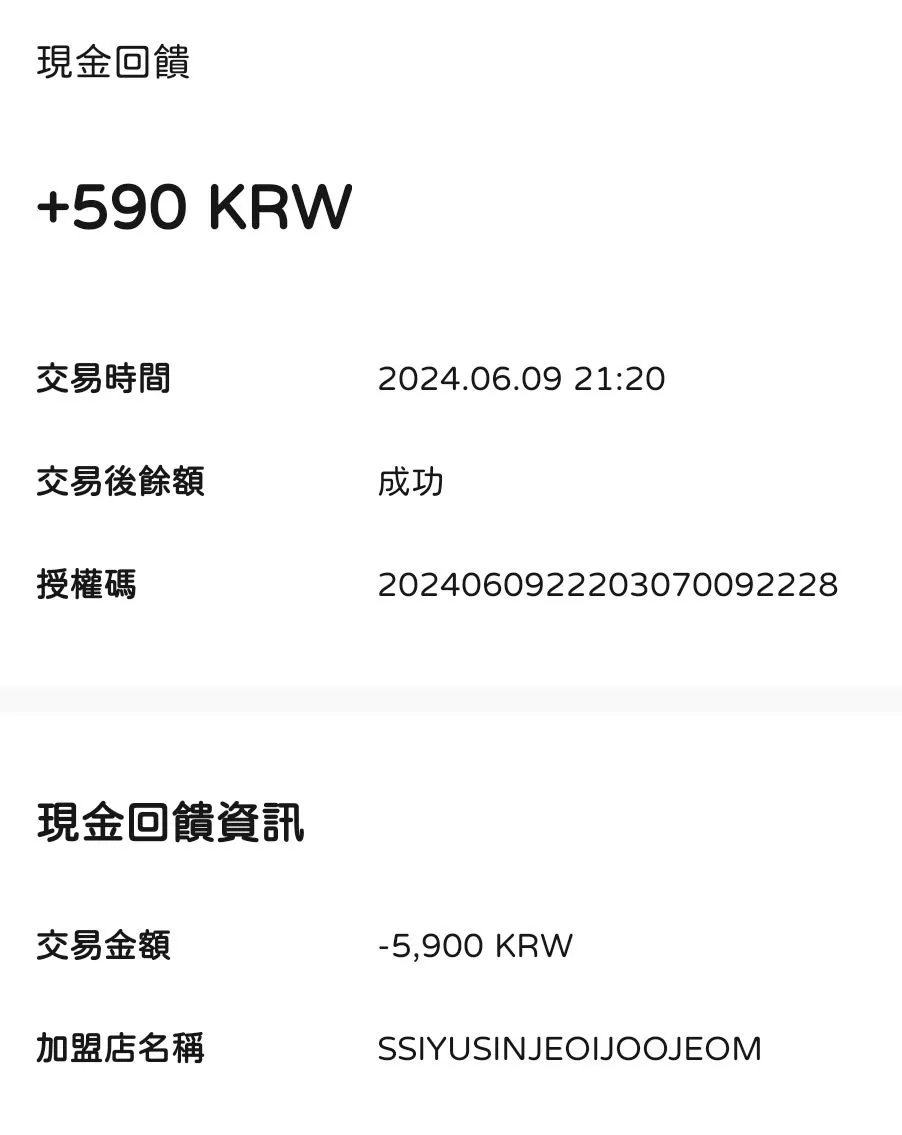 現金回饋
+590 KRW
交易時間 2024.06.09 21:20
交易後餘額 成功
授權碼 2024060922203070092228
現金回饋資訊
交易金額 -5,900 KRW
加盟店名稱 SSIYUSINJEOIJOOJEOM